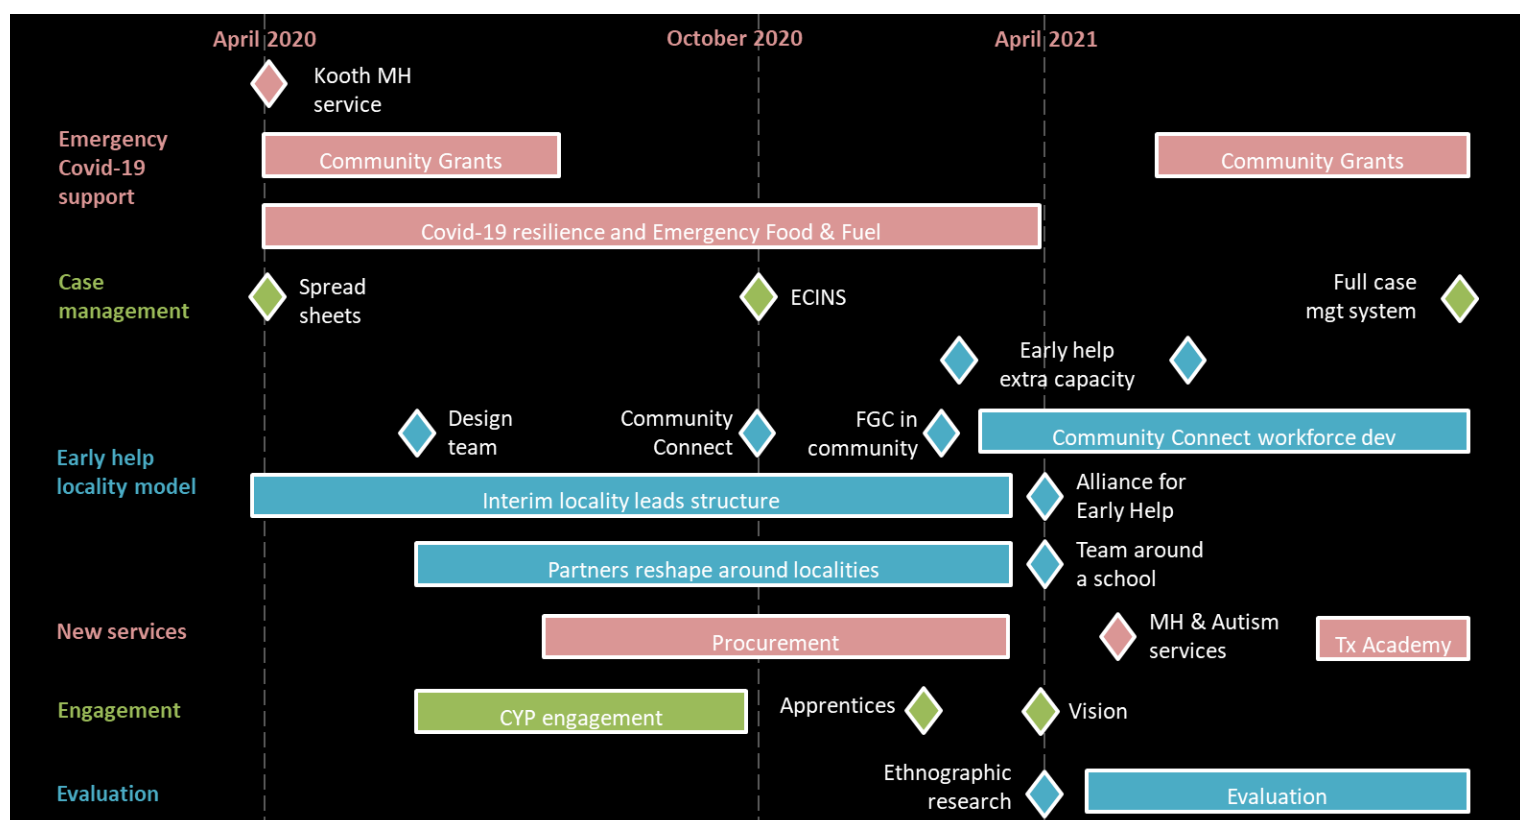 April 2020
October 2020
April 2021
Kooth MH
service
Emergency
Covid-19
support
Community Grants
Community Grants
Covid-19 resilience and Emergency Food & Fuel
Case
management
Spread
sheets
ECINS
Full case
mgt system
Early help
extra capacity
Early help
locality model
Design
team
Community
Connect
FGC in
community
Community Connect workforce dev
Interim locality leads structure
Alliance for
Early Help
Partners reshape around localities
Team around
a school
New services
Procurement
MH & Autism
services
Tx Academy
Engagement
CYP engagement
Apprentices
Vision
Evaluation
Ethnographic
research
Evaluation